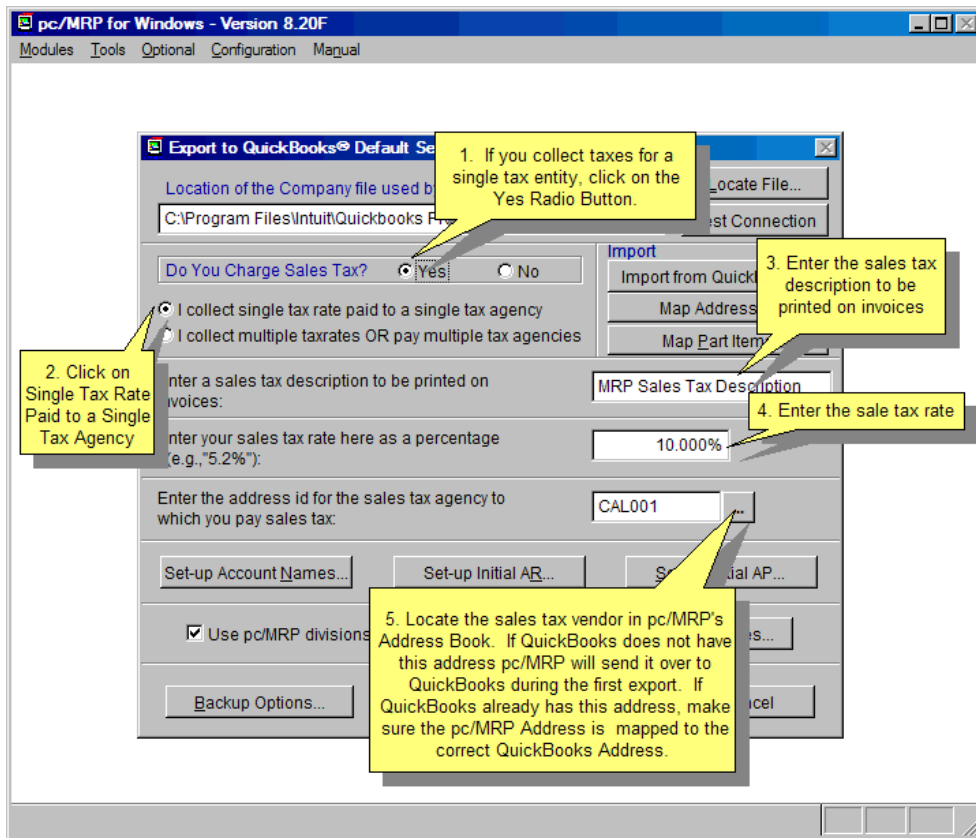 pc/MRP for Windows - Version 8.20F
Modules Tools Optional Configuration Manual
Export to QuickBooks® Default Se
Location of the Company file used by
Locate File...
C:\Program Files\Intuit\Quickbooks Pr
est Connection
1. If you collect taxes for a
single tax entity, click on the
Yes Radio Button.
Do You Charge Sales Tax? Yes No
I collect single tax rate paid to a single tax agency
I collect multiple taxrates OR pay multiple tax agencies
Import
Import from Quick
Map Address
Map Part Item
2. Click on
Single Tax Rate
Paid to a Single
Tax Agency
3. Enter the sales tax
description to be
printed on invoices
nter a sales tax description to be printed on
nvoices:
MRP Sales Tax Description
4. Enter the sale tax rate
nter your sales tax rate here as a percentage
(e.g.,"5.2%"):
10.000%
Enter the address id for the sales tax agency to
which you pay sales tax:
CAL001
...
Set-up Account Names...
Set-up Initial AR...
S
ial AP...
5. Locate the sales tax vendor in pc/MRP's
Address Book. If QuickBooks does not have
this address pc/MRP will send it over to
QuickBooks during the first export. If
QuickBooks already has this address, make
sure the pc/MRP Address is mapped to the
correct QuickBooks Address.
Use pc/MRP divisions
es...
Backup Options...
cel